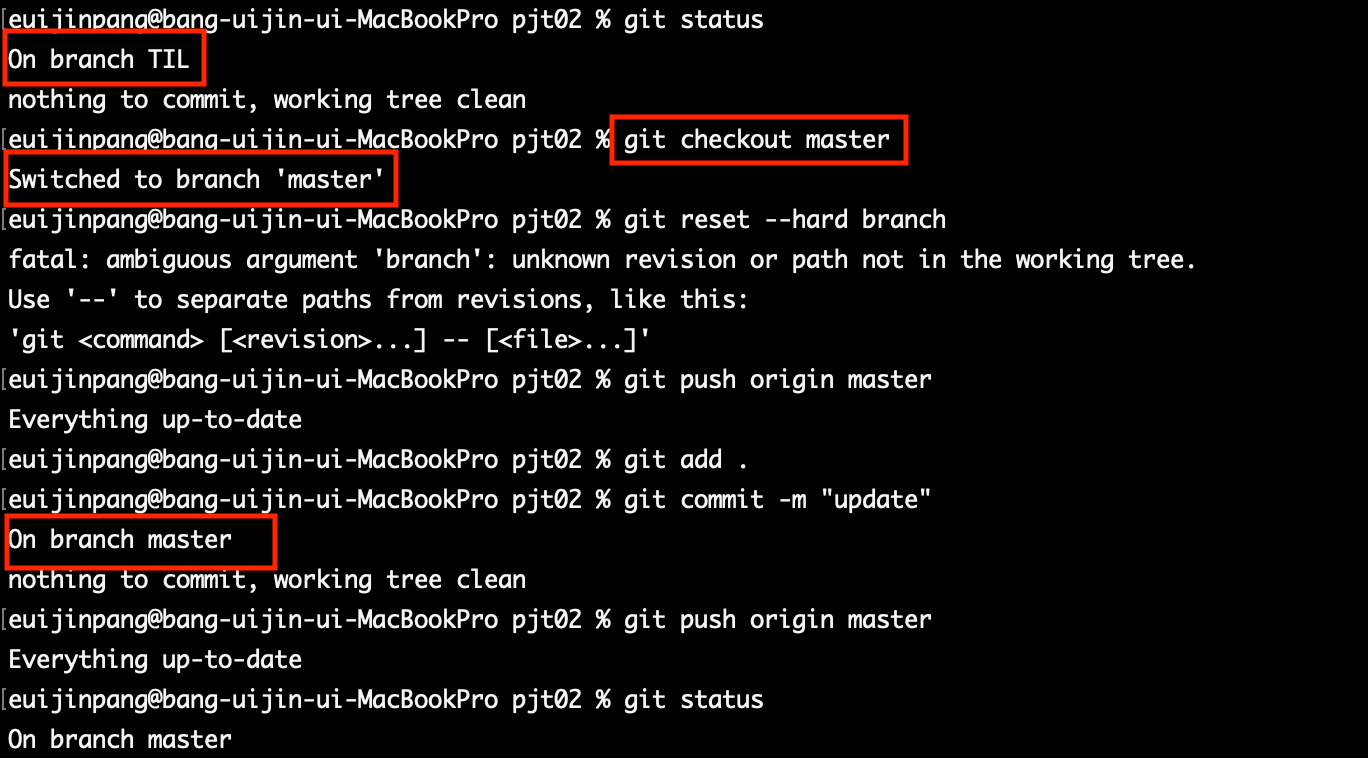 euijinpang@bang-uijin-ui-MacBookPro pjt02 % git status
On branch TIL
nothing to commit, working tree clean
[euijinpang@bang-uijin-ui-MacBookPro pjt02 % git checkout master
Switched to branch 'master'
[euijinpang@bang-uijin-ui-MacBookPro pjt02 % git reset --hard branch
fatal: ambiguous argument 'branch': unknown revision or path not in the working tree.
Use '--' to separate paths from revisions, like this:
'git <command> [<revision>...] -- [<file>...]'
[euijinpang@bang-uijin-ui-MacBookPro pjt02 % git push origin master
Everything up-to-date
[euijinpang@bang-uijin-ui-MacBookPro pjt02 % git add .
[euijinpang@bang-uijin-ui-MacBookPro pjt02 % git commit -m "update"
On branch master
nothing to commit, working tree clean
[euijinpang@bang-uijin-ui-MacBookPro pjt02 % git push origin master
Everything up-to-date
[euijinpang@bang-uijin-ui-MacBookPro pjt02 % git status
On branch master